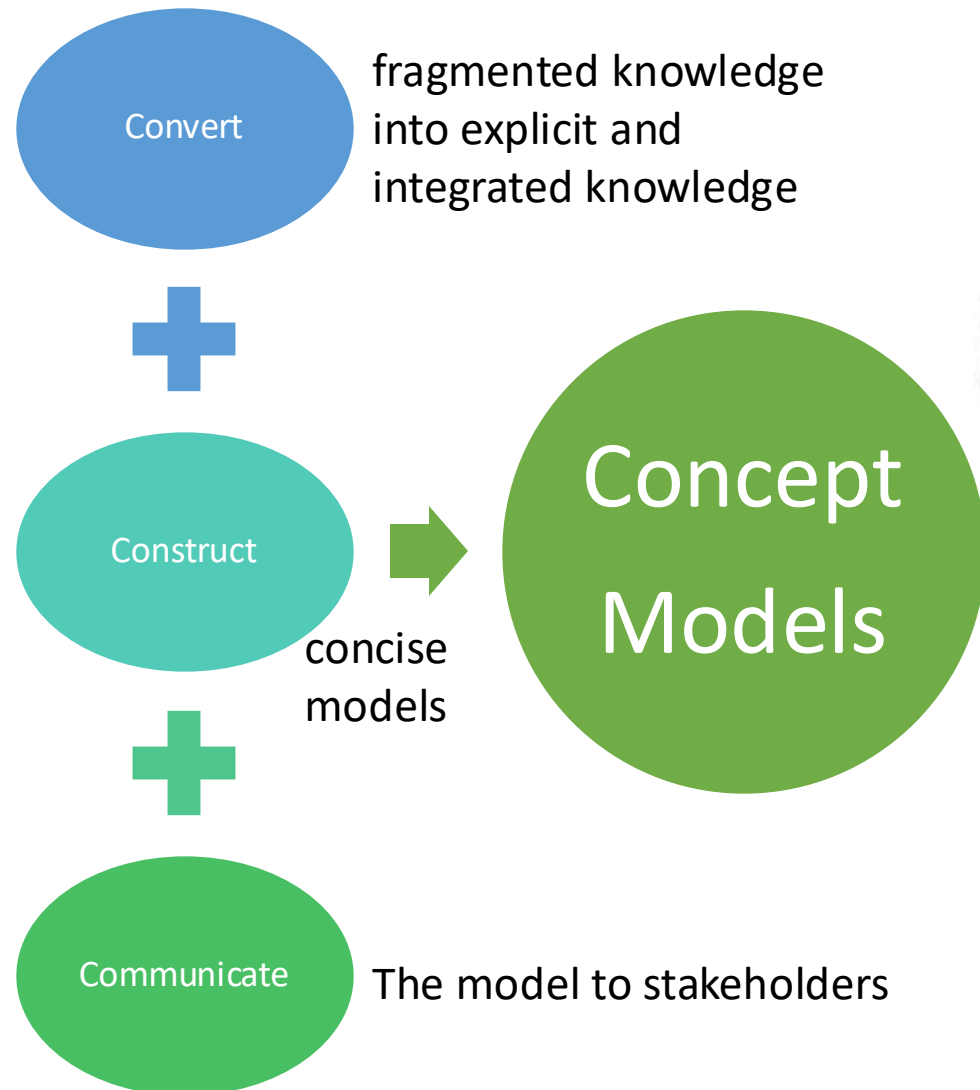 Convert
fragmented knowledge
into explicit and
integrated knowledge
Construct
concise
models
Concept
Models
Communicate
The model to stakeholders